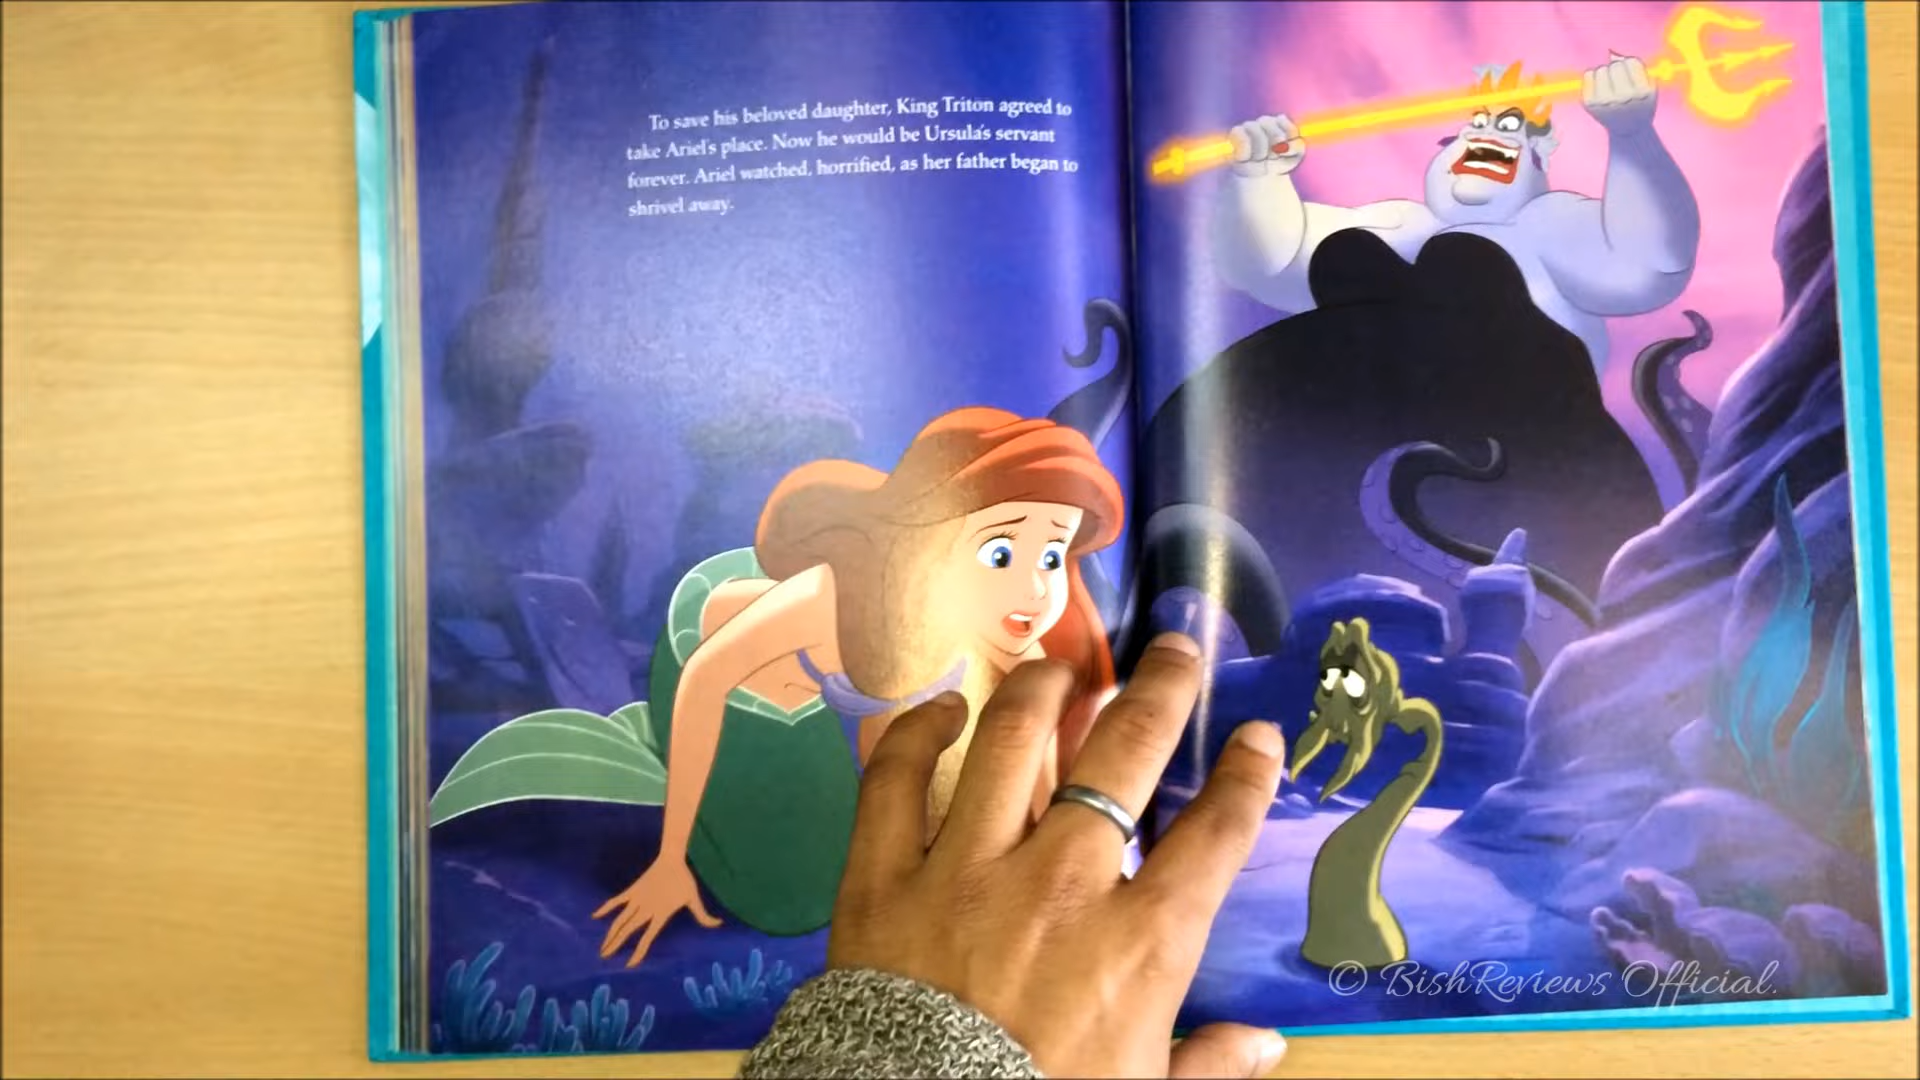 To save his beloved daughter, King Triton agreed to
take Ariel's place. Now he would be Ursula's servant
forever. Ariel watched, horrified, as her father began to
shrivel away.
© BishReviews Official.